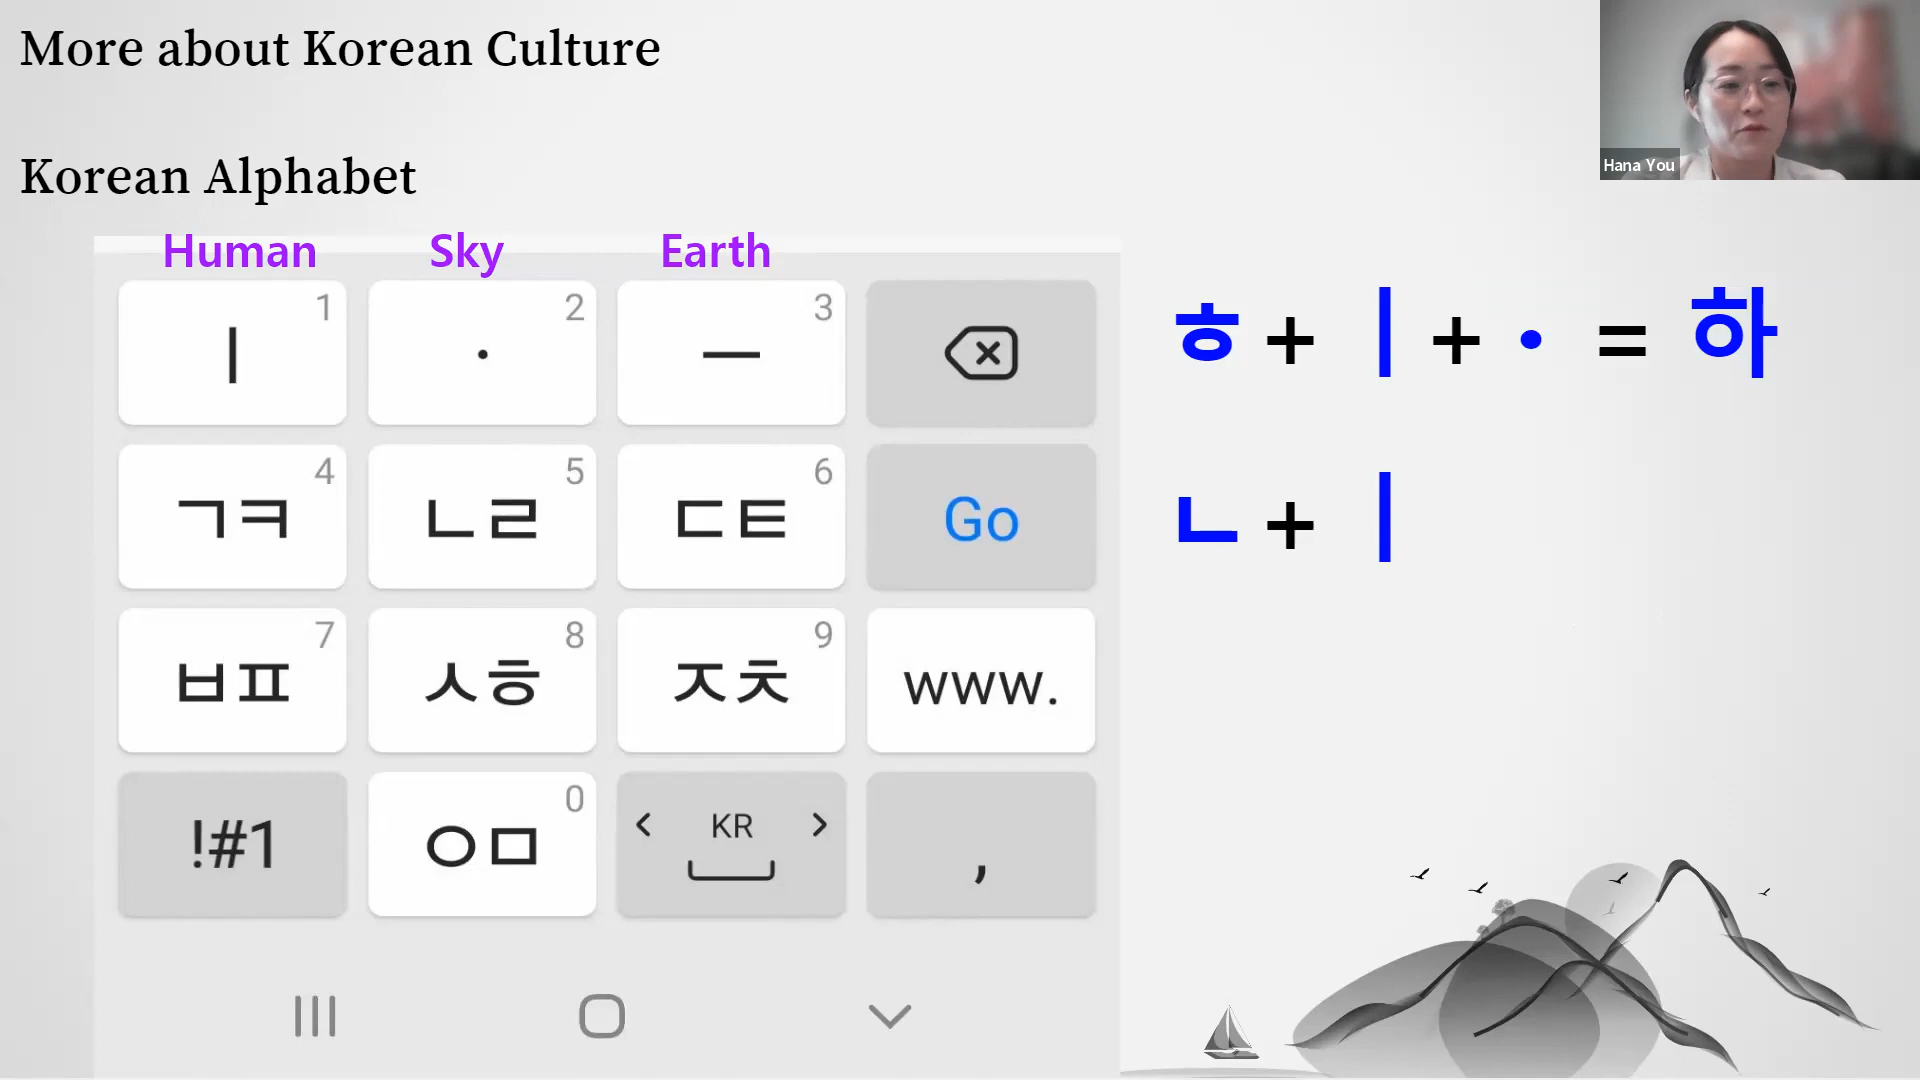 More about Korean Culture
Hana You
Korean Alphabet
Human Sky Earth
1 2 3
ㅣ · ㅡ
ㅎ + ㅣ + · = 하
4 5 6
ㄱㅋ ㄴㄹ ㄷㅌ Go
ㄴ + ㅣ
7 8 9
ㅂㅍ ㅅㅎ ㅈㅊ www.
0
!#1 ㅇㅁ < KR > ,